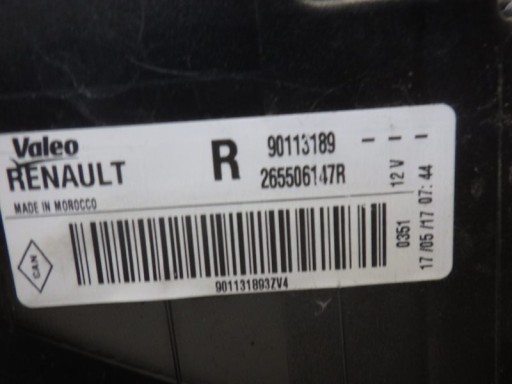 Valeo
RENAULT
MADE IN MOROCCO
R
90113189 - - -
265506147R
12 V
CAN
901131893ZV4
0351
17/05/17 07:44